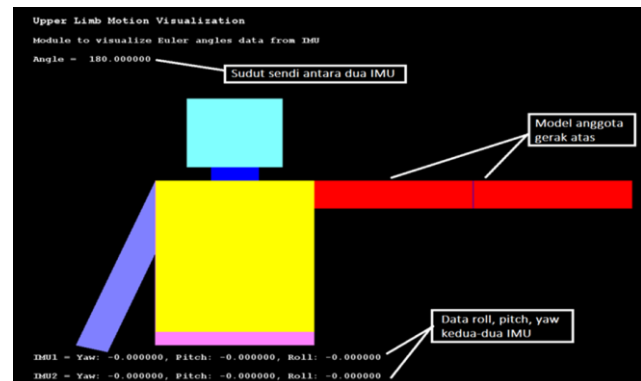 Upper Limb Motion Visualization
Module to visualize Euler angles data from IMU
Angle = 180.000000
Sudut sendi antara dua IMU
Model anggota
gerak atas
Data roll, pitch, yaw
kedua-dua IMU
IMU1 = Yaw: -0.000000, Pitch: -0.000000, Roll: -0.000000
IMU2 = Yaw: -0.000000, Pitch: -0.000000, Roll: -0.000000